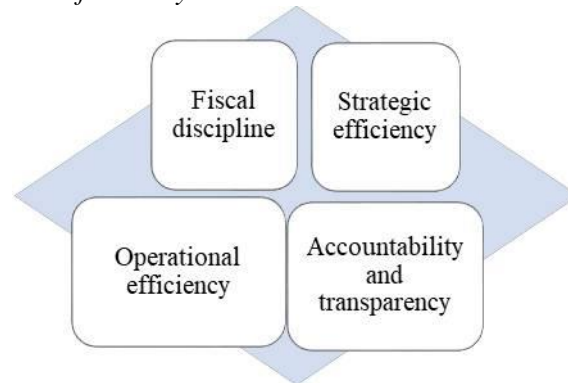 Fiscal
discipline
Strategic
efficiency
Operational
efficiency
Accountability
and
transparency